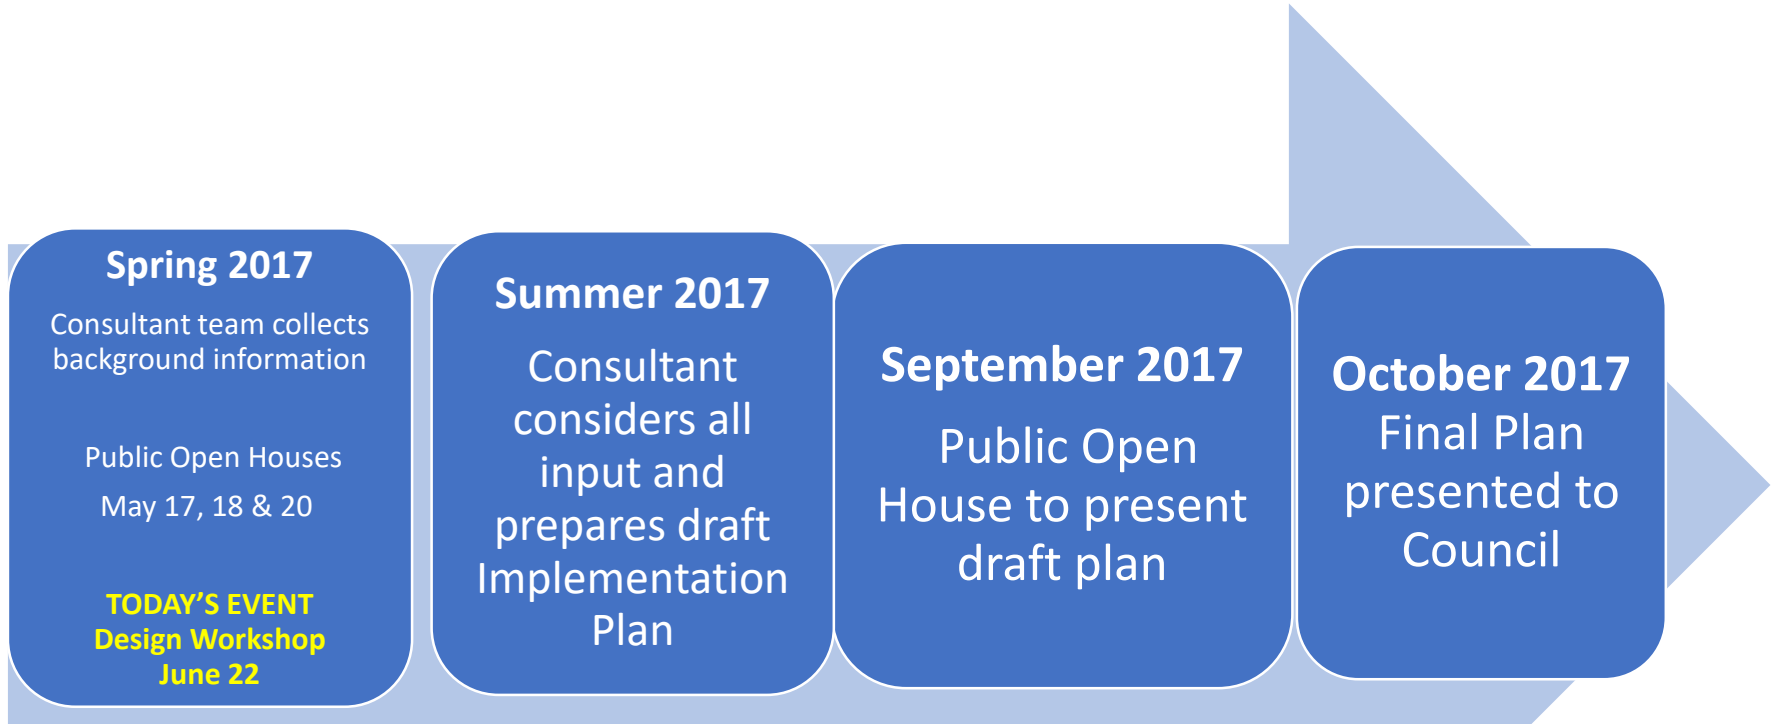 Spring 2017
Consultant team collects
background information
Public Open Houses
May 17, 18 & 20
TODAY’S EVENT
Design Workshop
June 22
Summer 2017
Consultant
considers all
input and
prepares draft
Implementation
Plan
September 2017
Public Open
House to present
draft plan
October 2017
Final Plan
presented to
Council